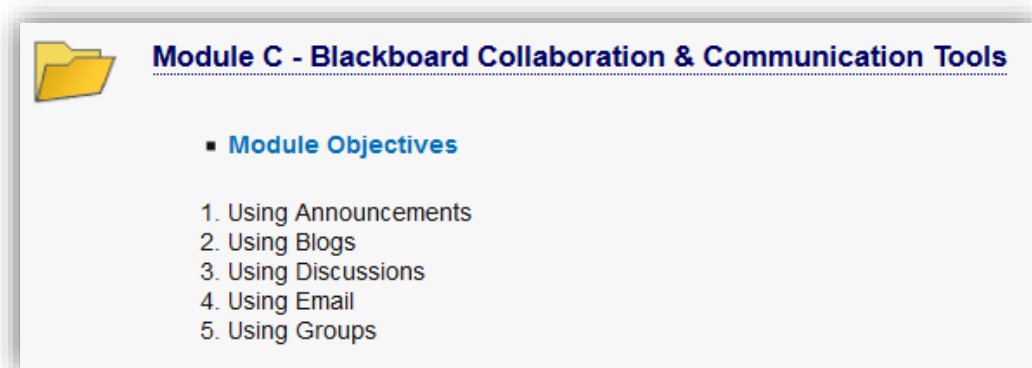 Module C - Blackboard Collaboration & Communication Tools
▪ Module Objectives
1. Using Announcements
2. Using Blogs
3. Using Discussions
4. Using Email
5. Using Groups